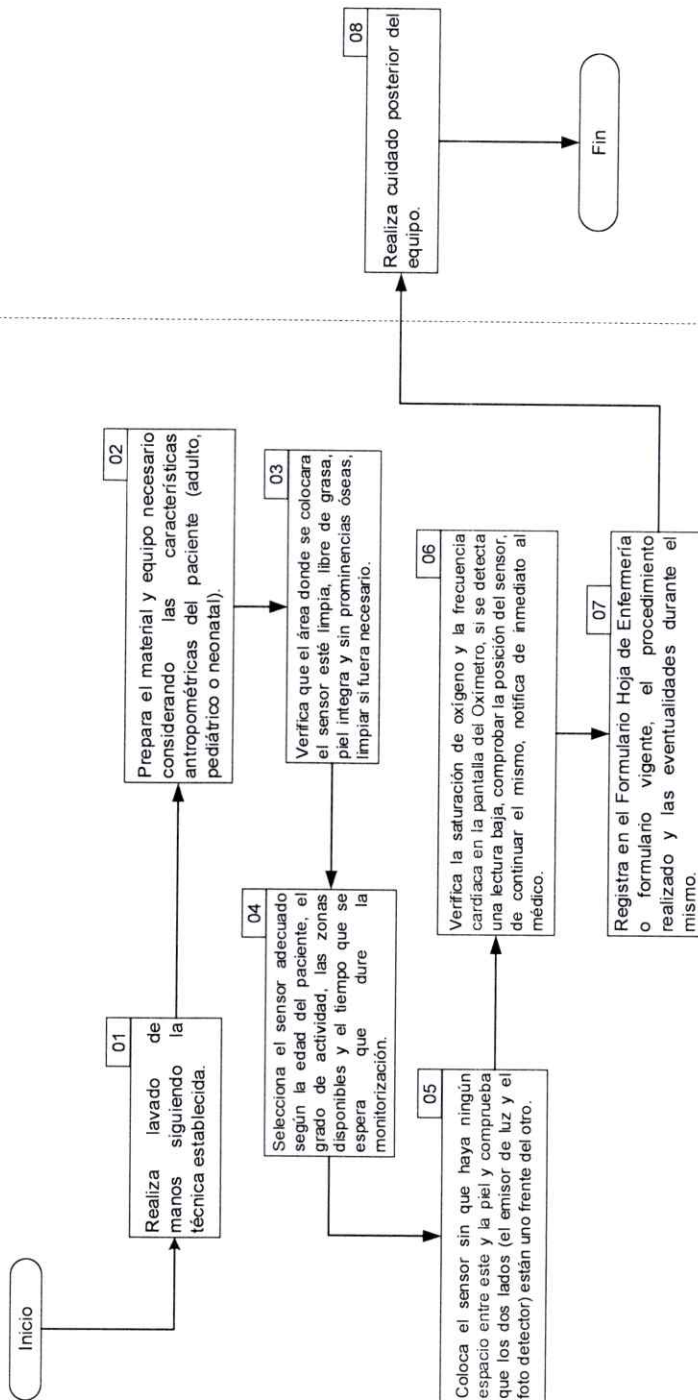 Inicio
01
Realiza lavado de
manos siguiendo la
técnica establecida.
02
Prepara el material y equipo necesario
considerando las características
antropométricas del paciente (adulto,
pediátrico o neonatal).
03
Verifica que el área donde se colocara
el sensor esté limpia, libre de grasa,
piel integra y sin prominencias óseas,
limpiar si fuera necesario.
04
Selecciona el sensor adecuado
según la edad del paciente, el
grado de actividad, las zonas
disponibles y el tiempo que se
espera que dure la
monitorización.
05
Coloca el sensor sin que haya ningún
espacio entre este y la piel y comprueba
que los dos lados (el emisor de luz y el
foto detector) están uno frente del otro.
06
Verifica la saturación de oxígeno y la frecuencia
cardiaca en la pantalla del Oxímetro, si se detecta
una lectura baja, comprobar la posición del sensor,
de continuar el mismo, notifica de inmediato al
médico.
07
Registra en el Formulario Hoja de Enfermería
o formulario vigente, el procedimiento
realizado y las eventualidades durante el
mismo.
08
Realiza cuidado posterior del
equipo.
Fin